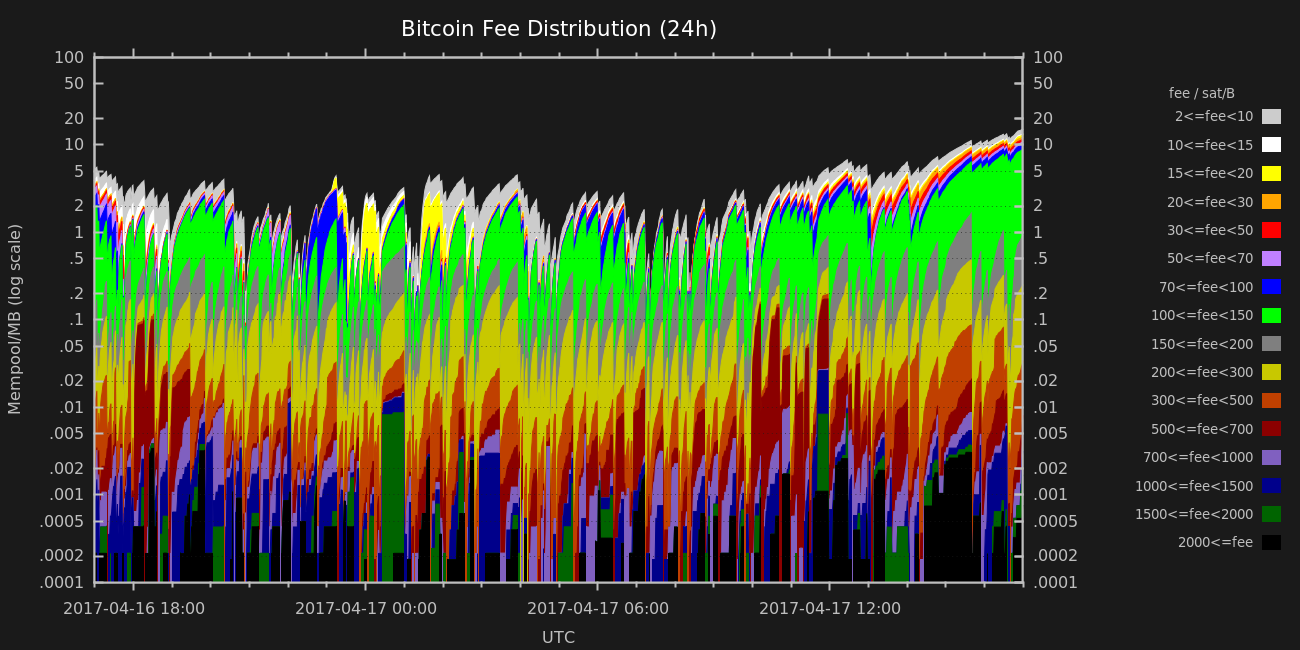 Bitcoin Fee Distribution (24h)
Mempool/MB (log scale)
100
50
20
10
5
2
1
.5
.2
.1
.05
.02
.01
.005
.002
.001
.0005
.0002
.0001
100
50
20
10
5
2
1
.5
.2
.1
.05
.02
.01
.005
.002
.001
.0005
.0002
.0001
2017-04-16 18:00
2017-04-17 00:00
2017-04-17 06:00
2017-04-17 12:00
UTC
fee / sat/B
2<=fee<10
10<=fee<15
15<=fee<20
20<=fee<30
30<=fee<50
50<=fee<70
70<=fee<100
100<=fee<150
150<=fee<200
200<=fee<300
300<=fee<500
500<=fee<700
700<=fee<1000
1000<=fee<1500
1500<=fee<2000
2000<=fee